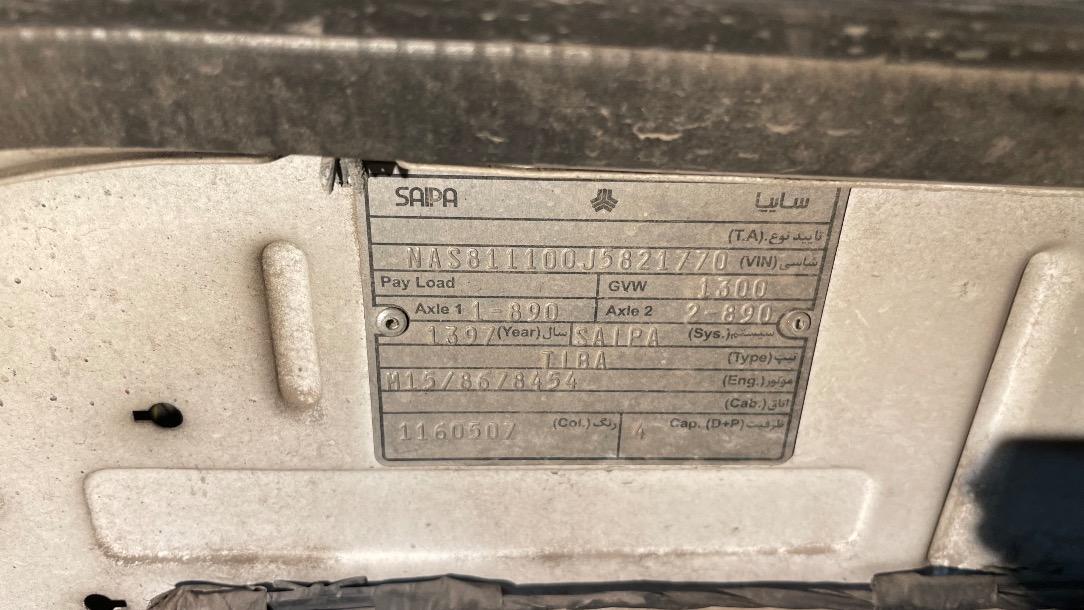 SAIPA سایپا
تایید نوع.(T.A)
NAS811100J5821770 شاسی(VIN)
Pay Load GVW 1300
Axle 1 1-890 Axle 2 2-890
1397 سال(Year) SAIPA سیستم(Sys.)
TIBA تیپ(Type)
M15/8678454 موتور(Eng.)
اتاق(Cab.)
1160507 رنگ(Col.) 4 Cap. (D+P)ظرفیت